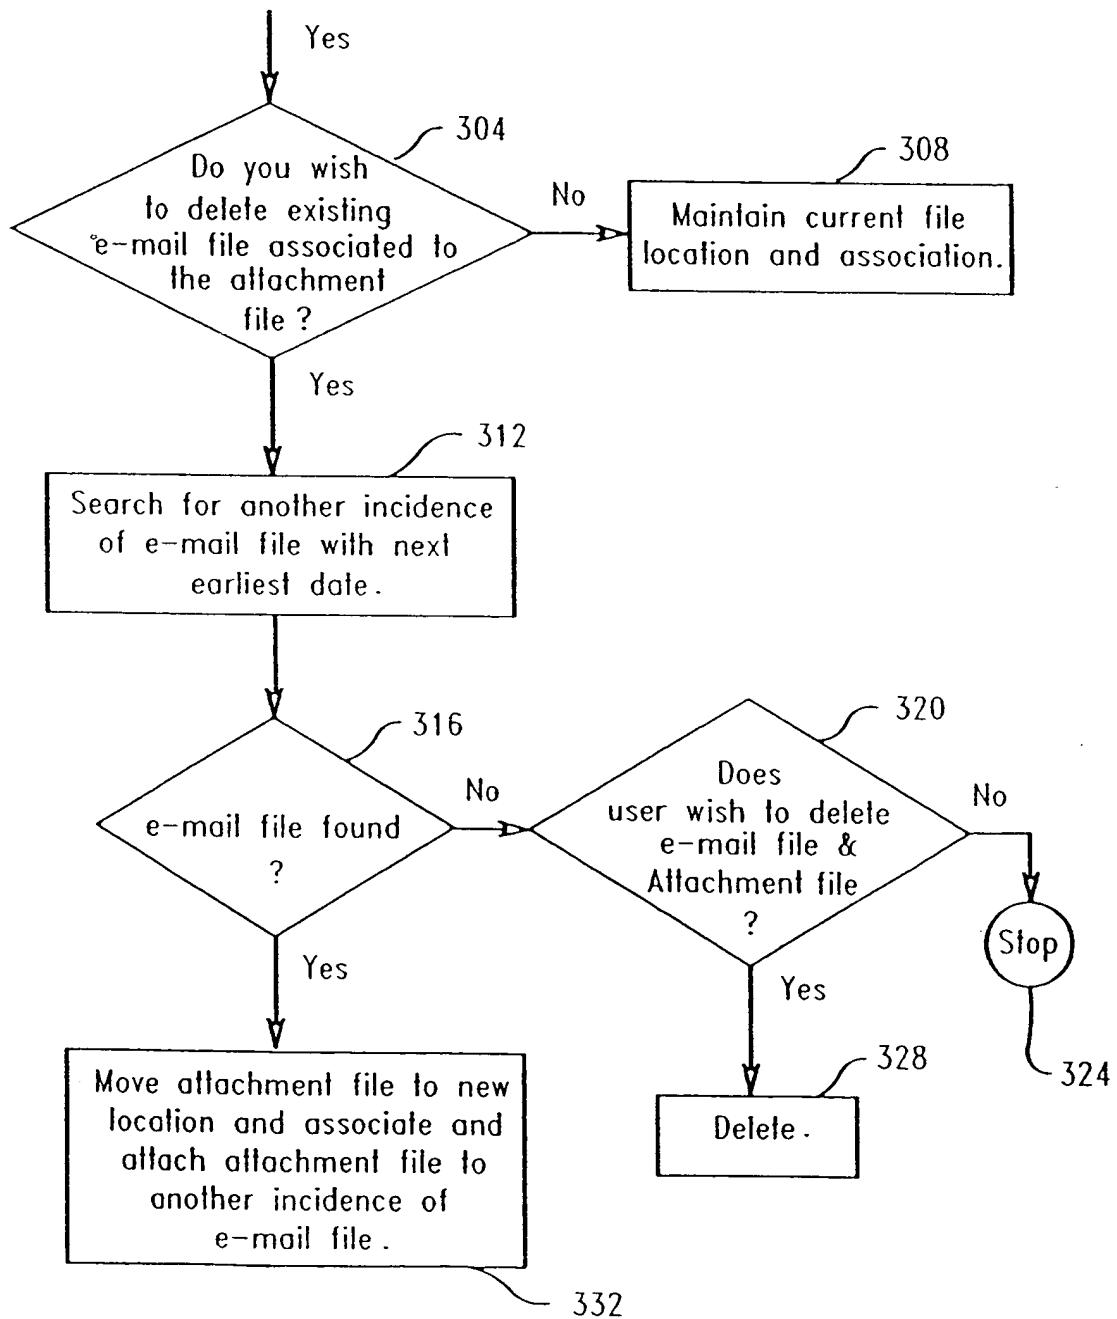 Yes
304
Do you wish
to delete existing
e-mail file associated to
the attachment
file?
No
308
Maintain current file
location and association.
Yes
312
Search for another incidence
of e-mail file with next
earliest date.
316
e-mail file found
?
No
320
Does
user wish to delete
e-mail file &
Attachment file
?
No
Stop
324
Yes
328
Delete.
Yes
Move attachment file to new
location and associate and
attach attachment file to
another incidence of
e-mail file.
332